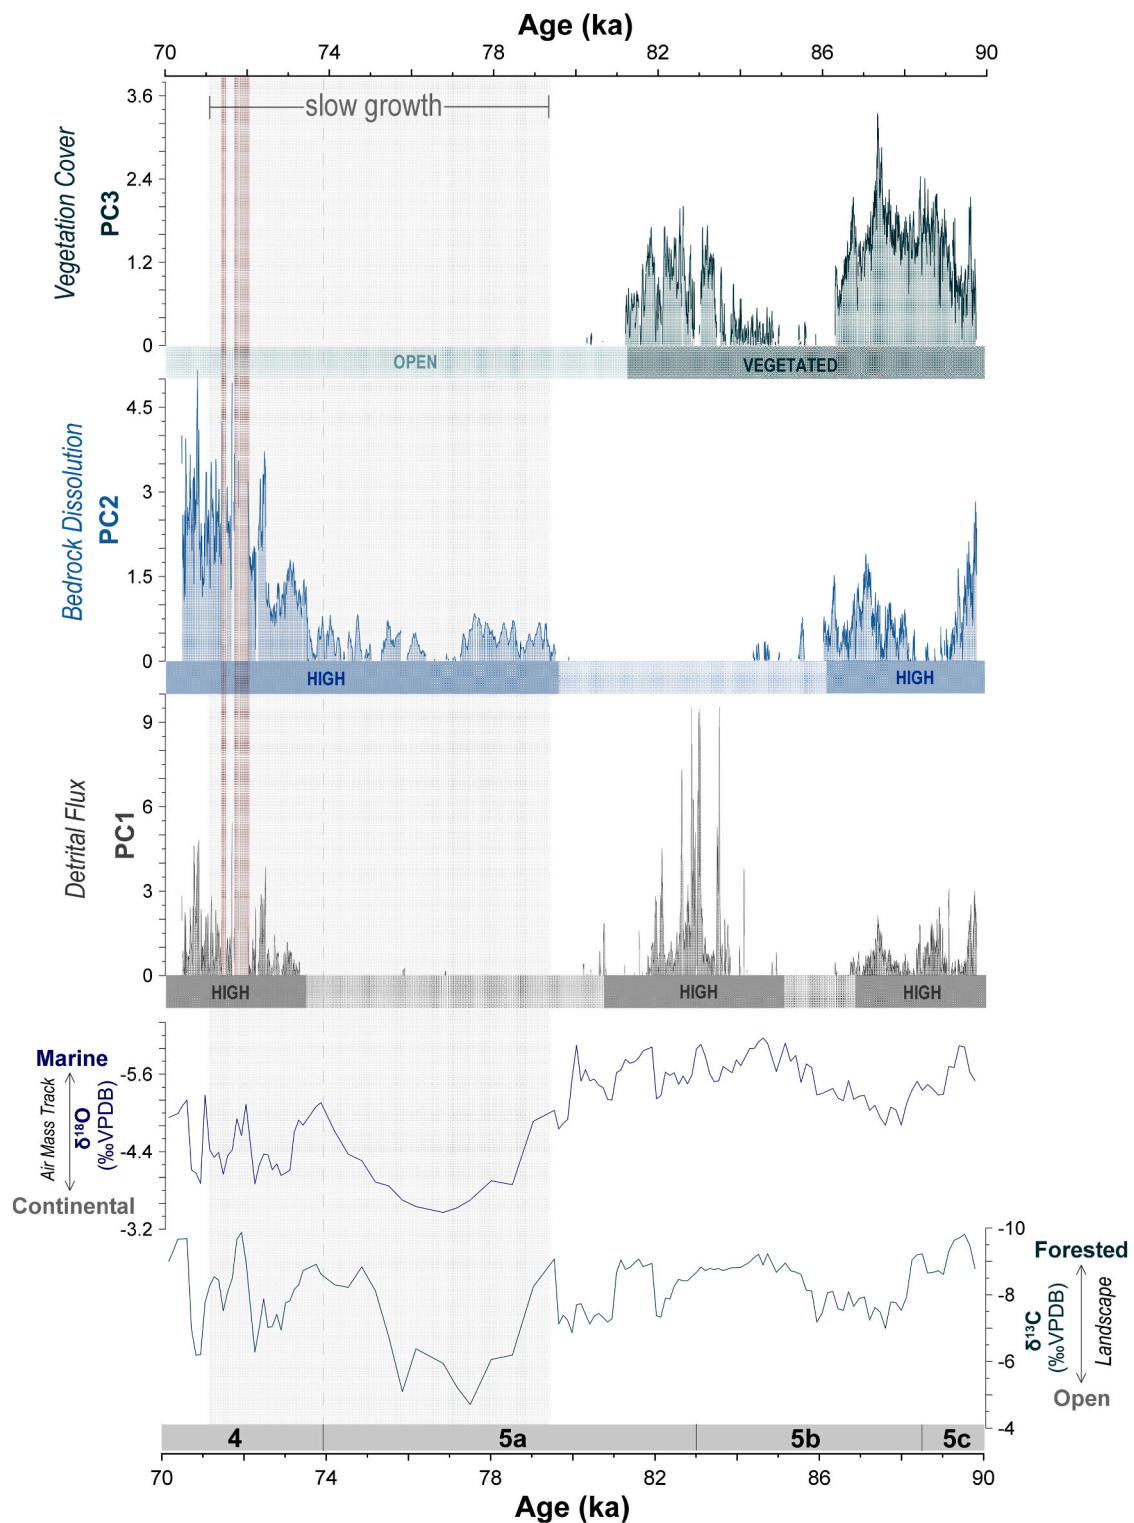 Age (ka)
70 74 78 82 86 90
slow growth
Vegetation Cover
PC3
3.6
2.4
1.2
0
OPEN
VEGETATED
Bedrock Dissolution
PC2
4.5
3
1.5
0
HIGH
HIGH
Detrital Flux
PC1
9
6
3
0
HIGH
HIGH
HIGH
Marine
Air Mass Track
δ¹⁸O
(‰VPDB)
Continental
-5.6
-4.4
-3.2
-10
-8
-6
-4
Forested
δ¹³C
(‰VPDB)
Landscape
Open
4 5a 5b 5c
70 74 78 82 86 90
Age (ka)